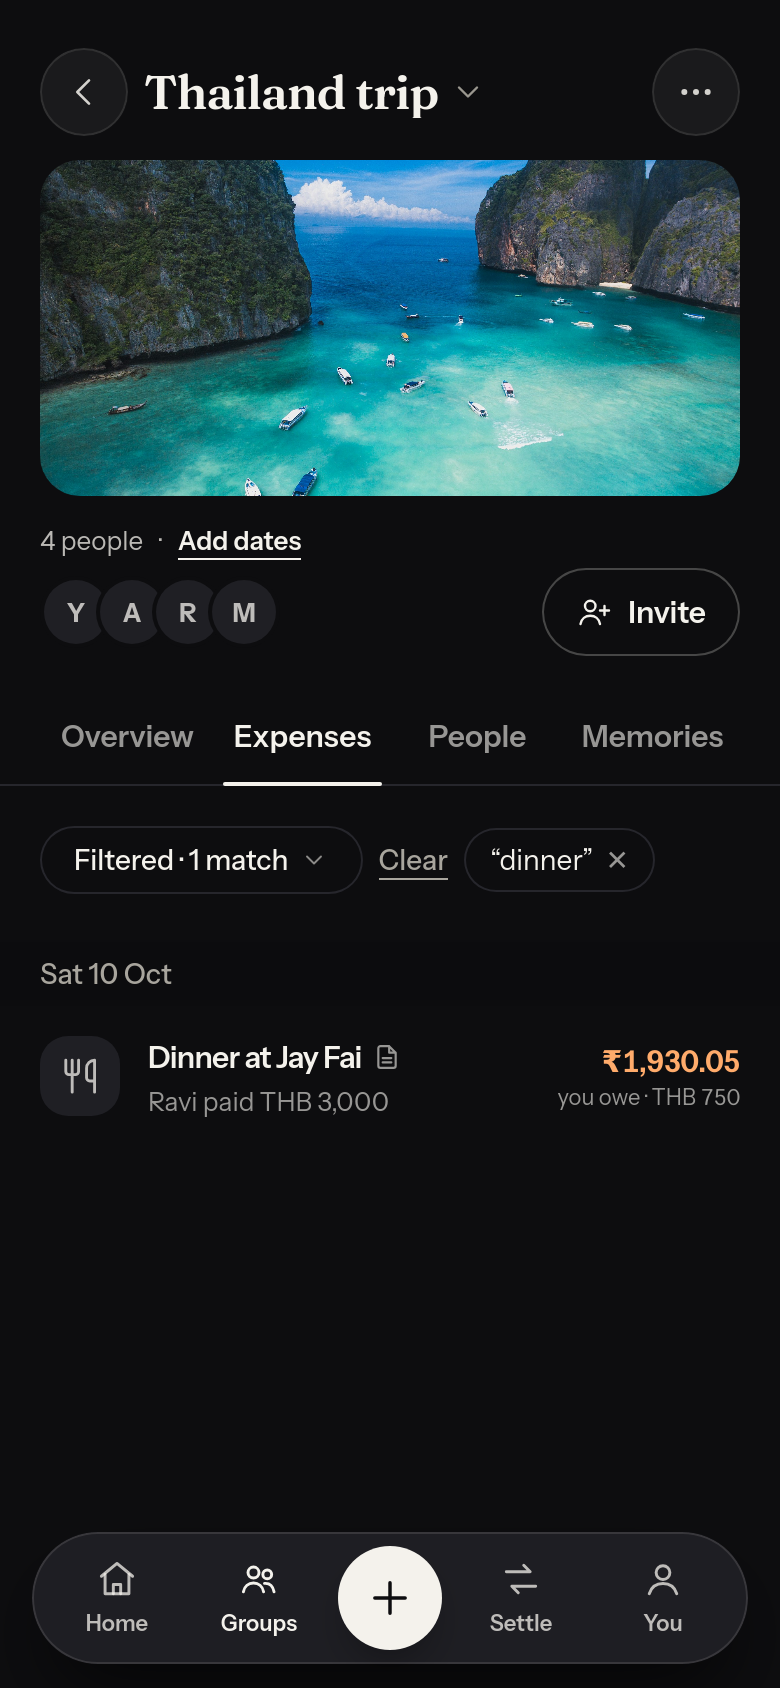 Thailand trip
4 people · Add dates
Y A R M
Invite
Overview Expenses People Memories
Filtered · 1 match Clear “dinner”
Sat 10 Oct
Dinner at Jay Fai ₹1,930.05
Ravi paid THB 3,000 you owe · THB 750
Home Groups Settle You